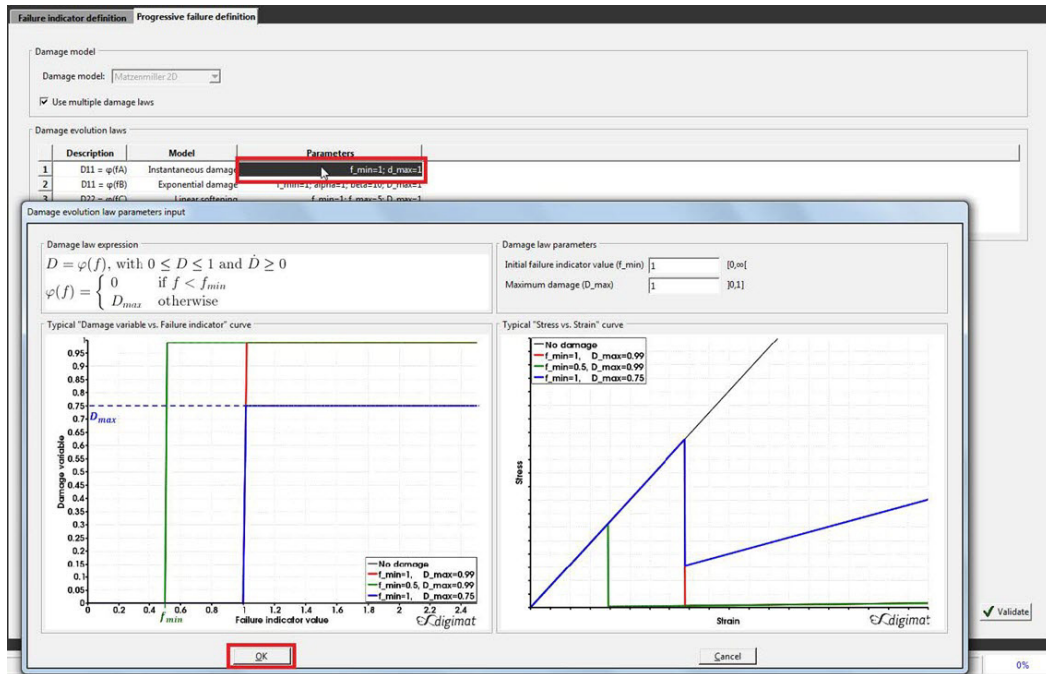 Failure indicator definition Progressive failure definition
Damage model
Damage model: Matzenmiller 2D
Use multiple damage laws
Damage evolution laws
Description Model Parameters
1 D11 = φ(fA) Instantaneous damage f_min=1; d_max=1
2 D11 = φ(fB) Exponential damage f_min=1; alpha=1; beta=10; D_max=1
3 D22 = φ(fC) Linear softening f_min=1; f_max=5; D_max=1
Damage evolution law parameters input
Damage law expression
D = φ(f), with 0 ≤ D ≤ 1 and Ḋ ≥ 0
φ(f) = { 0 if f < f_min
D_max otherwise
Damage law parameters
Initial failure indicator value (f_min) 1 [0,∞[
Maximum damage (D_max) 1 ]0,1]
Typical "Damage variable vs. Failure indicator" curve
1
0.95
0.9
0.85
0.8
0.75
0.7
D_max
0.65
0.6
0.55
0.5
0.45
0.4
0.35
0.3
0.25
0.2
0.15
0.1
0.05
0
Damage variable
No damage
f_min=1, D_max=0.99
f_min=0.5, D_max=0.99
f_min=1, D_max=0.75
0 0.2 0.4 0.6 0.8 1 1.2 1.4 1.6 1.8 2 2.2 2.4
f_min Failure indicator value digimat
Typical "Stress vs. Strain" curve
No damage
f_min=1, D_max=0.99
f_min=0.5, D_max=0.99
f_min=1, D_max=0.75
Stress
Strain digimat
OK Cancel
Validate
0%